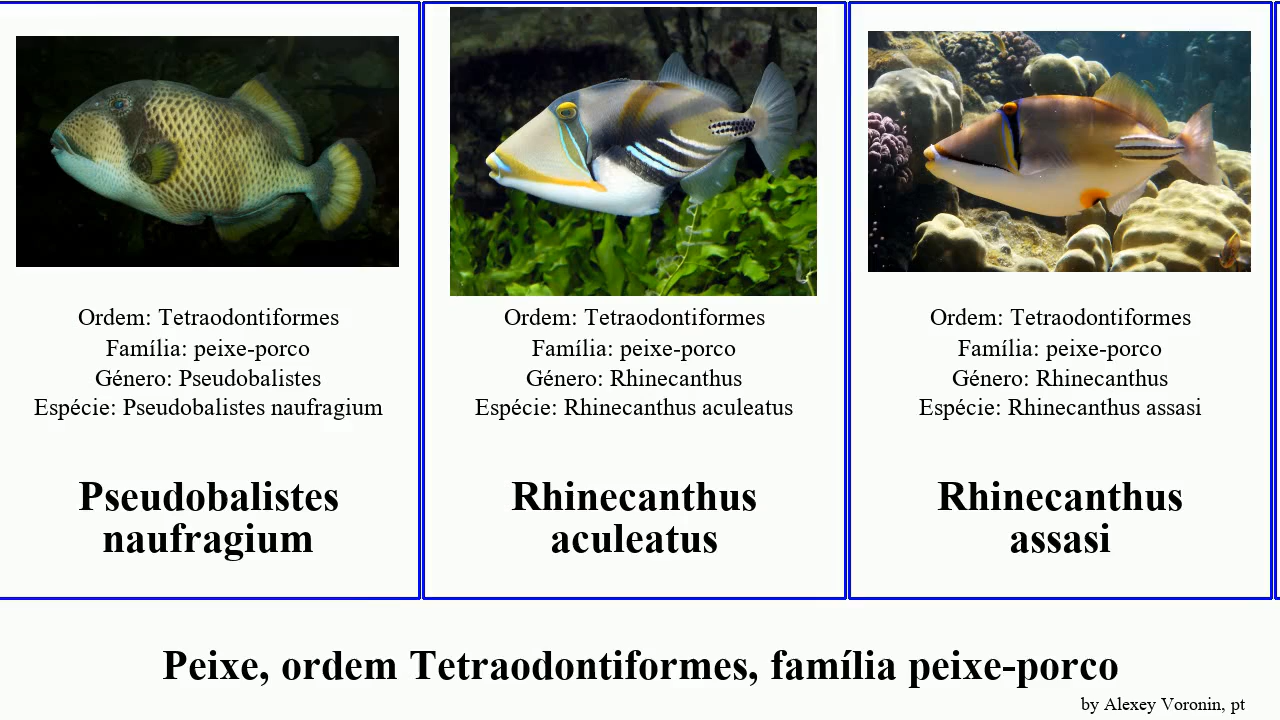 Ordem: Tetraodontiformes
Família: peixe-porco
Género: Pseudobalistes
Espécie: Pseudobalistes naufragium
Pseudobalistes
naufragium
Ordem: Tetraodontiformes
Família: peixe-porco
Género: Rhinecanthus
Espécie: Rhinecanthus aculeatus
Rhinecanthus
aculeatus
Ordem: Tetraodontiformes
Família: peixe-porco
Género: Rhinecanthus
Espécie: Rhinecanthus assasi
Rhinecanthus
assasi
Peixe, ordem Tetraodontiformes, família peixe-porco
by Alexey Voronin, pt